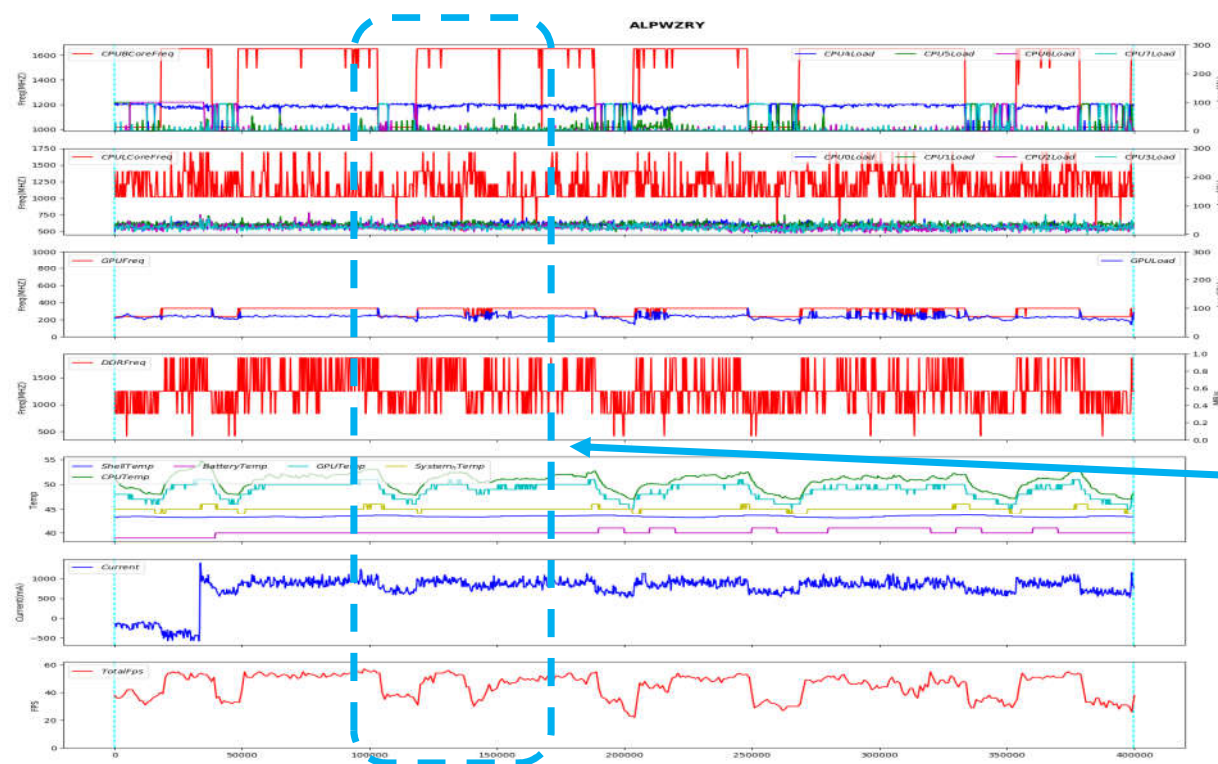 ALPWZRY
CPUBCoreFreq CPU4Load CPU5Load CPU6Load CPU7Load
Freq(MHZ)
1600
1400
1200
1000
300
200
100
0
CPULCoreFreq CPU0Load CPU1Load CPU2Load CPU3Load
Freq(MHZ)
1750
1500
1250
1000
750
500
300
200
100
0
GPUFreq GPULoad
Freq(MHZ)
1000
800
600
400
200
0
300
200
100
0
DDRFreq
Freq(MHZ)
1500
1000
500
1.0
0.8
0.6
0.4
0.2
0.0
ShellTemp BatteryTemp GPUTemp System_Temp
CPUTemp
Temp
55
50
45
40
Current
Current(mA)
1000
500
0
−500
TotalFps
FPS
60
40
20
0
0 50000 100000 150000 200000 250000 300000 350000 400000